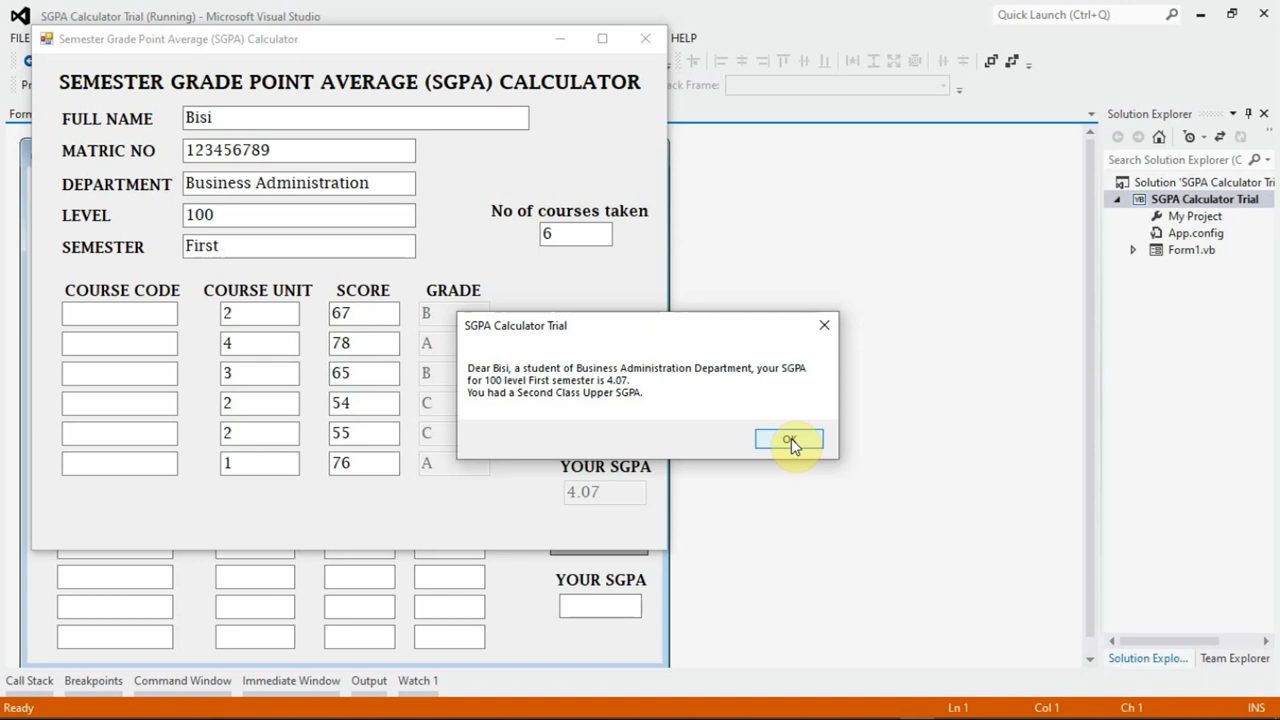 SGPA Calculator Trial (Running) - Microsoft Visual Studio
Quick Launch (Ctrl+Q)
FILE
HELP
Semester Grade Point Average (SGPA) Calculator
SEMESTER GRADE POINT AVERAGE (SGPA) CALCULATOR
FULL NAME Bisi
MATRIC NO 123456789
DEPARTMENT Business Administration
LEVEL 100
SEMESTER First
No of courses taken
6
COURSE CODE COURSE UNIT SCORE GRADE
2 67 B
4 78 A
3 65 B
2 54 C
2 55 C
1 76 A
YOUR SGPA
4.07
SGPA Calculator Trial
Dear Bisi, a student of Business Administration Department, your SGPA
for 100 level First semester is 4.07.
You had a Second Class Upper SGPA.
OK
YOUR SGPA
Frame:
Solution Explorer
Search Solution Explorer (C
Solution 'SGPA Calculator Tri
SGPA Calculator Trial
My Project
App.config
Form1.vb
Solution Explo... Team Explorer
Call Stack Breakpoints Command Window Immediate Window Output Watch 1
Ready Ln 1 Col 1 Ch 1 INS